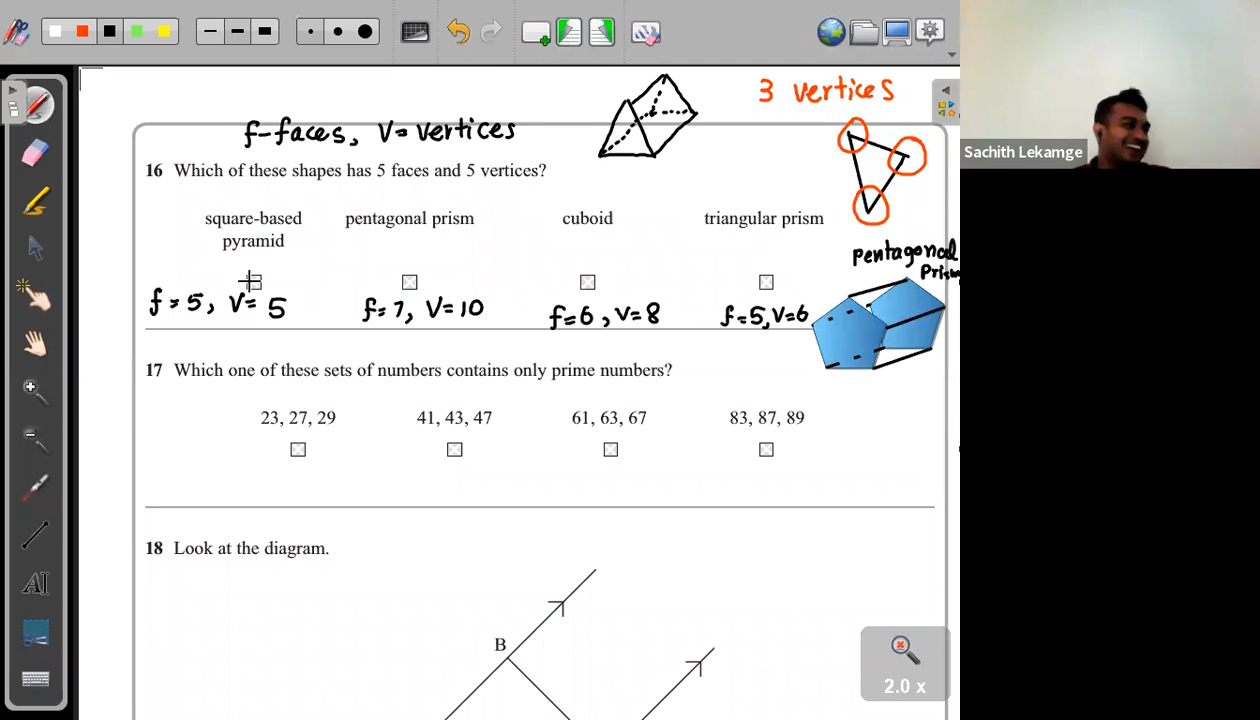 f-faces, V= vertices
3 vertices
16 Which of these shapes has 5 faces and 5 vertices?
square-based pentagonal prism cuboid triangular prism
pyramid
f=5, V=5 f=7, V=10 f=6, V=8 f=5, V=6
pentagonal
Prism
17 Which one of these sets of numbers contains only prime numbers?
23, 27, 29 41, 43, 47 61, 63, 67 83, 87, 89
18 Look at the diagram.
B
2.0 x
AI
Sachith Lekamge